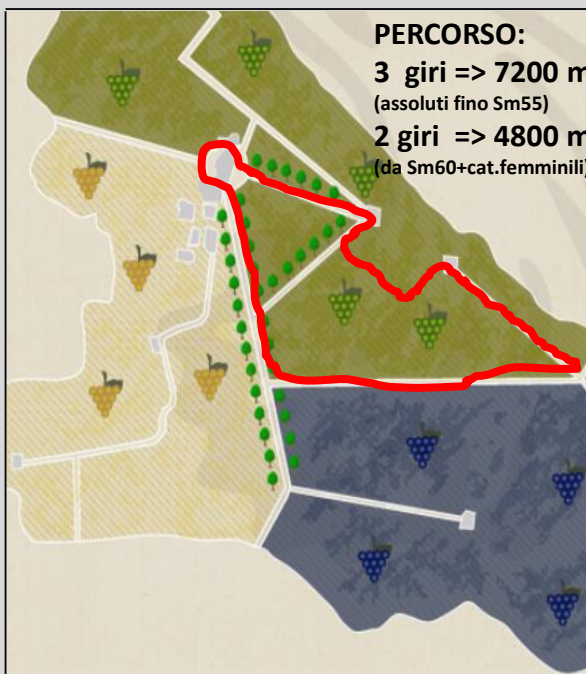 PERCORSO:
3 giri => 7200 m
(assoluti fino Sm55)
2 giri => 4800 m
(da Sm60+cat.femminili)